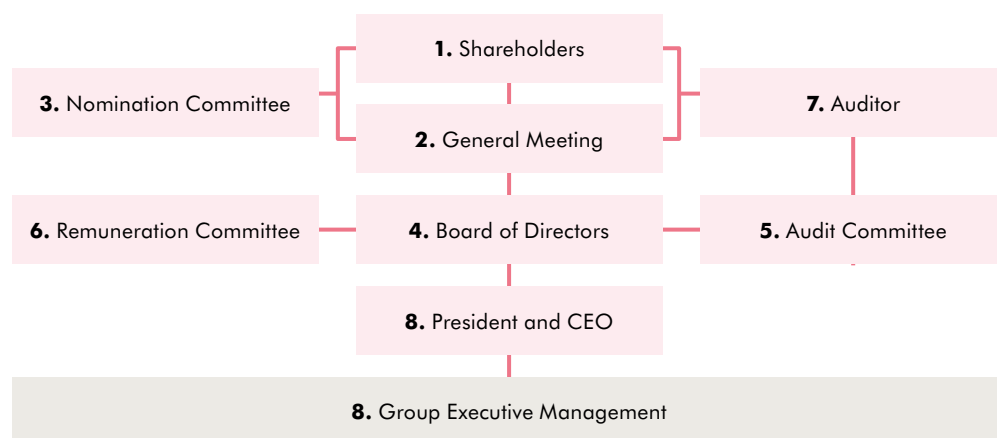 1. Shareholders
3. Nomination Committee
7. Auditor
2. General Meeting
6. Remuneration Committee
4. Board of Directors
5. Audit Committee
8. President and CEO
8. Group Executive Management